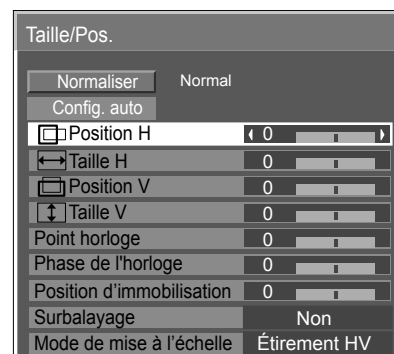 Taille/Pos.
Normaliser Normal
Config. auto
Position H 0
Taille H 0
Position V 0
Taille V 0
Point horloge 0
Phase de l'horloge 0
Position d’immobilisation 0
Surbalayage Non
Mode de mise à l’échelle Étirement HV